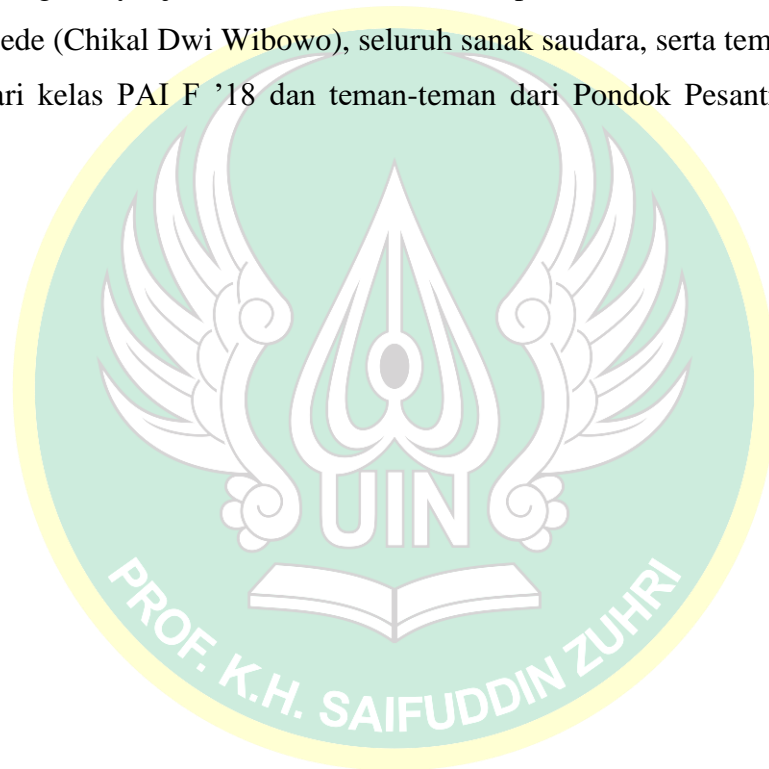 ede (Chikal Dwi Wibowo), seluruh sanak saudara, serta tem
ri kelas PAI F ’18 dan teman-teman dari Pondok Pesant
UIN
PROF. K.H. SAIFUDDIN ZUHRI